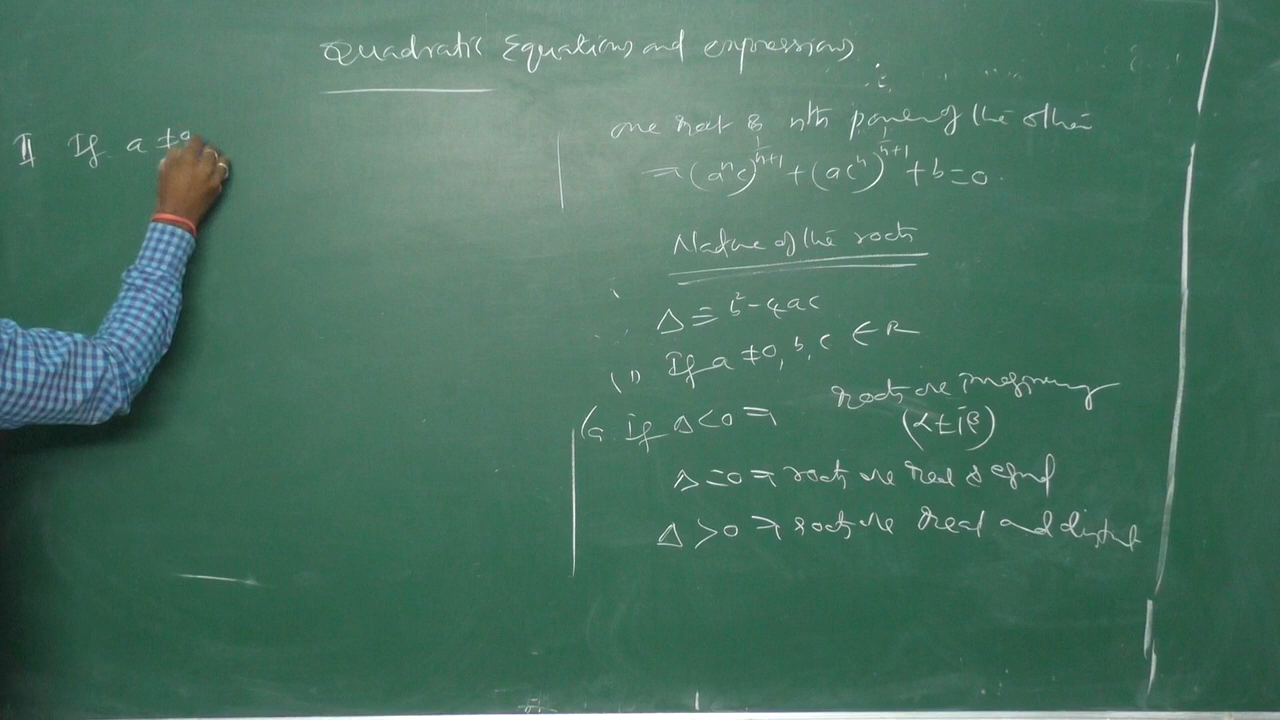 Quadratic Equations and expressions
II If a ≠
one root is nth power of the other
⇒ (aⁿc)^(1/n+1) + (acⁿ)^(1/n+1) + b = 0.
Nature of the roots
Δ = b² - 4ac
(1) If a ≠ 0, b, c ∈ R
(a if Δ < 0 ⇒ roots are imaginary
(α ± iβ)
Δ = 0 ⇒ roots are real & equal
Δ > 0 ⇒ roots are real and distinct